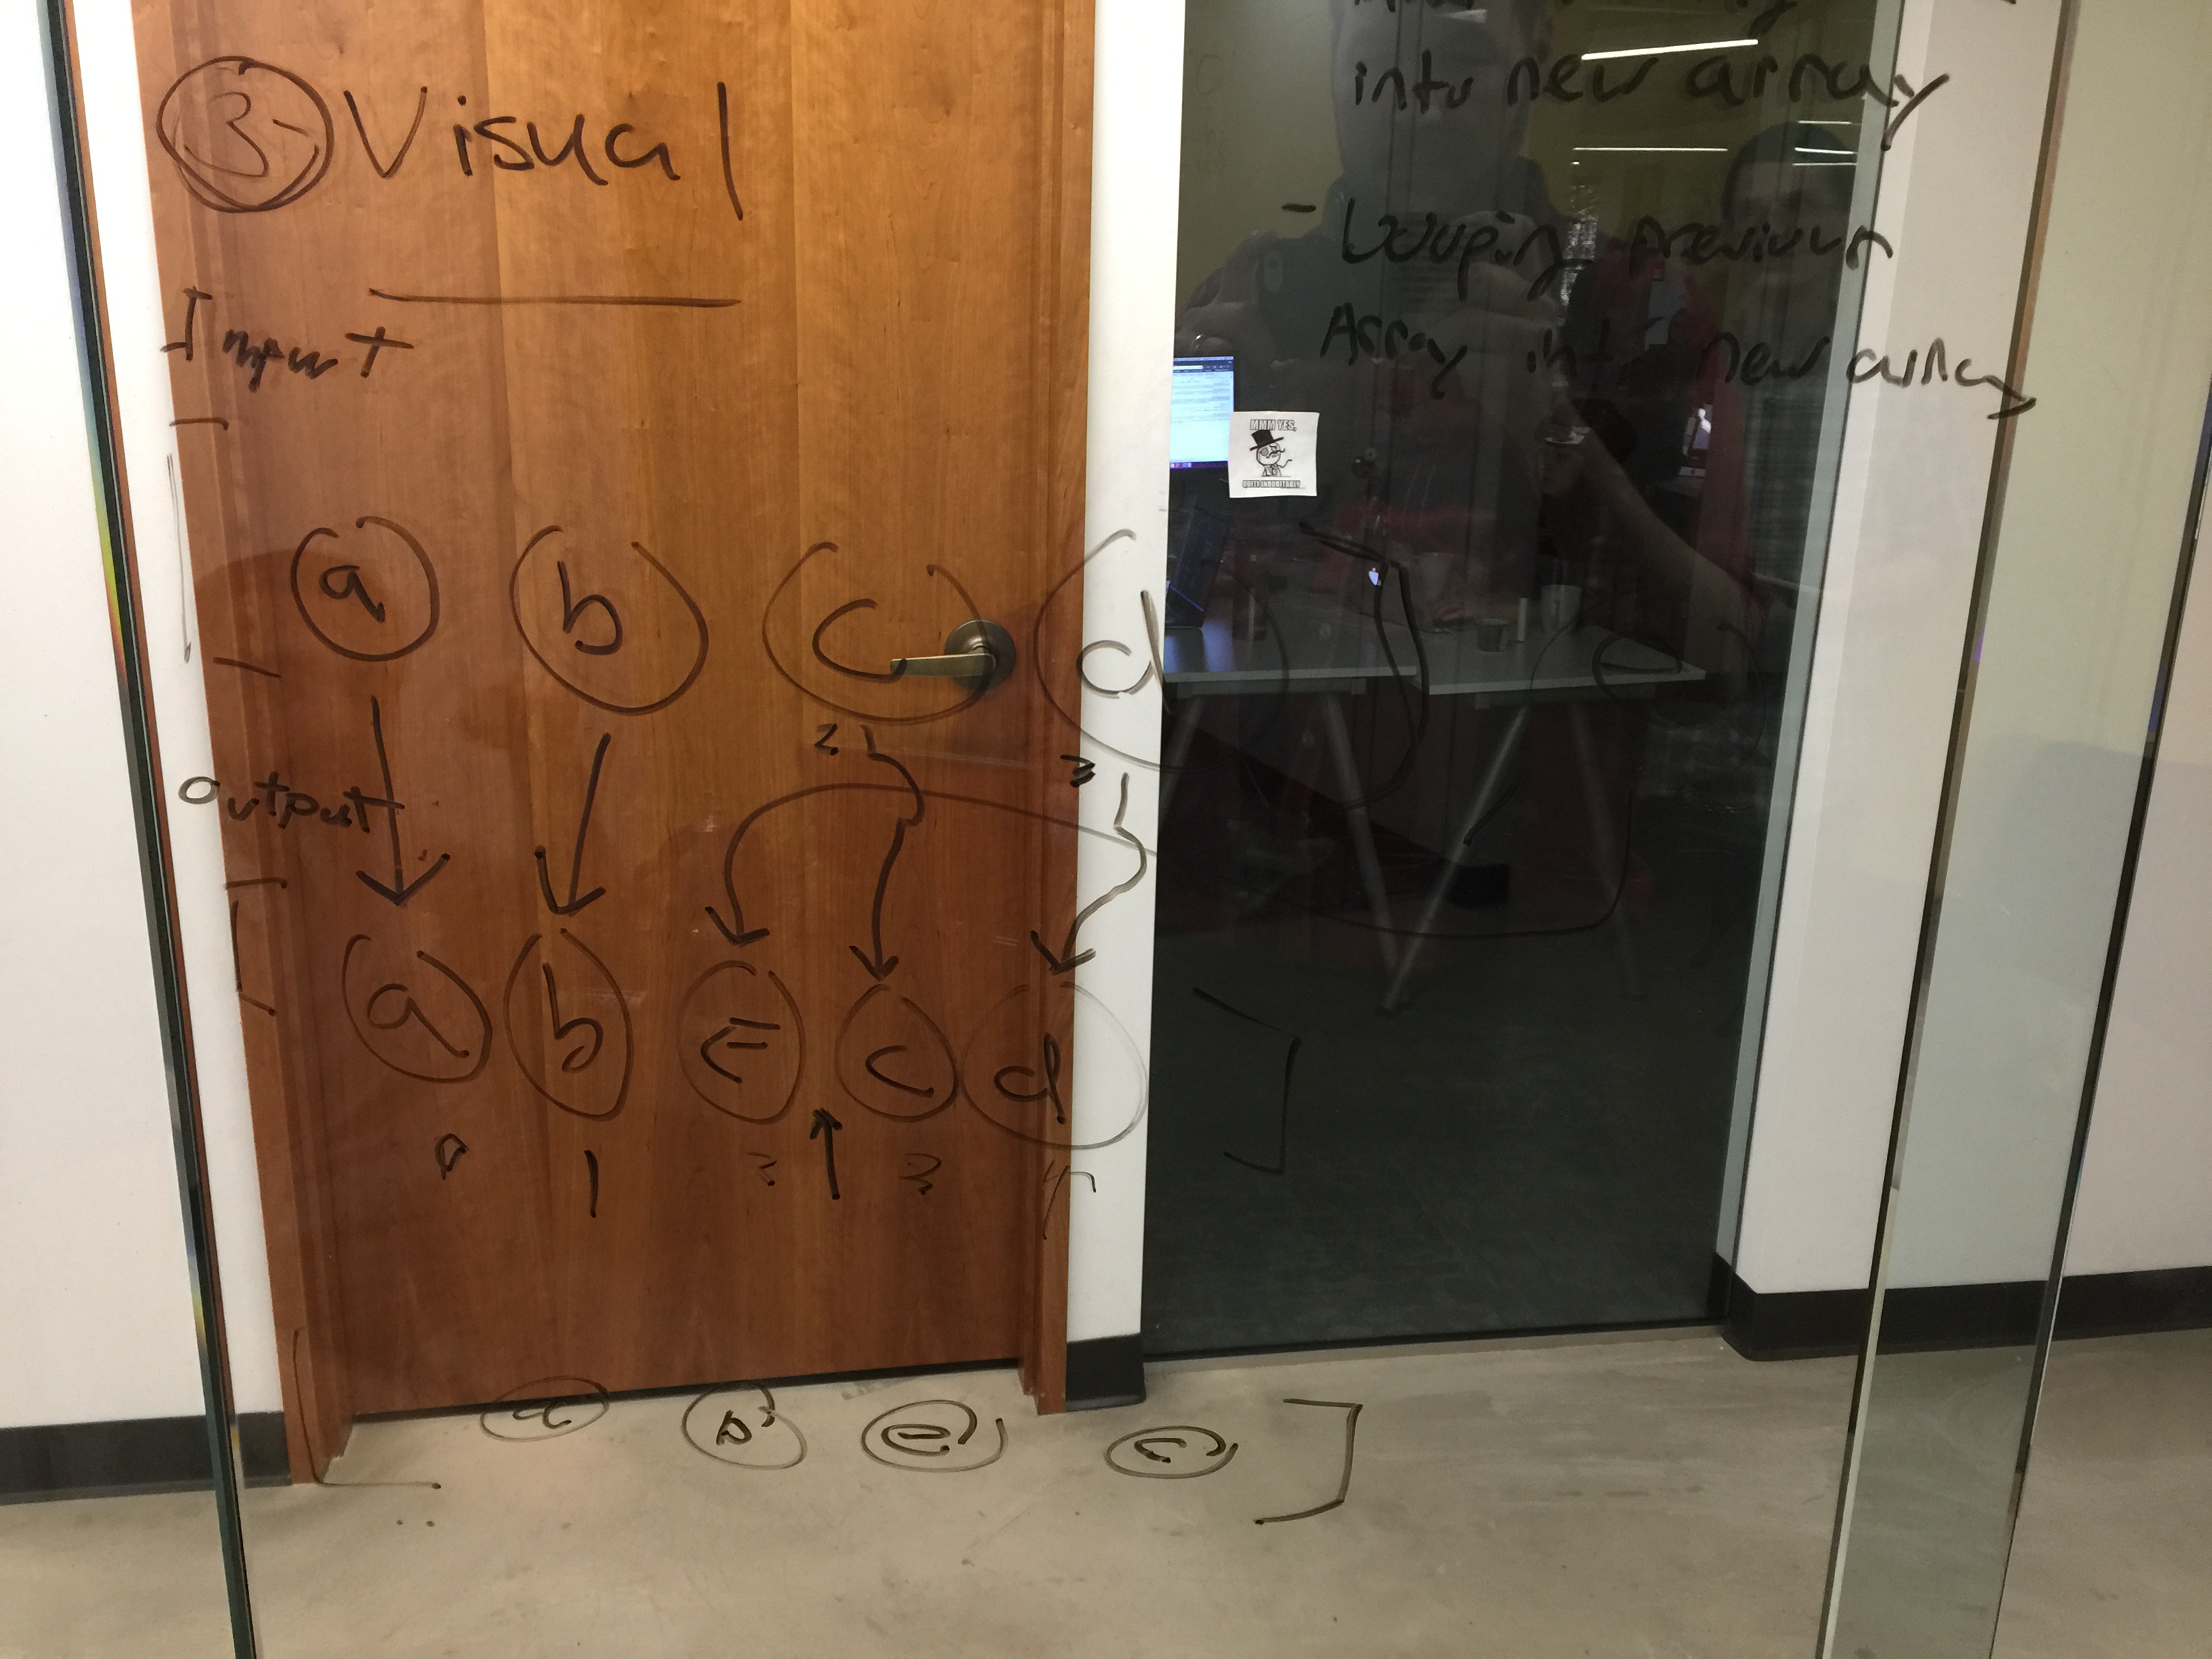 3 Visual
Input
a b c d e
2 3
output
a b E c d
0 1 2 3 4
a b e c
into new array
- Looping previous
Array into new array
MMM YES,
QUITE INDUBITABLY